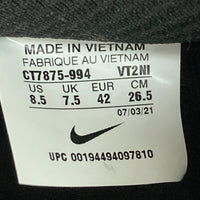 MADE IN VIETNAM
FABRIQUE AU VIETNAM
CT7875-994 VT2NI
US UK EUR CM
8.5 7.5 42 26.5
07/03/21
UPC 00194494097810